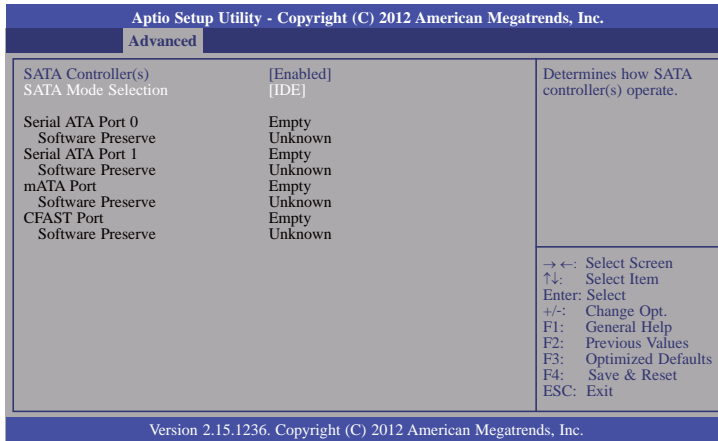 Aptio Setup Utility - Copyright (C) 2012 American Megatrends, Inc.
Advanced
SATA Controller(s) [Enabled]
SATA Mode Selection [IDE]
Serial ATA Port 0 Empty
Software Preserve Unknown
Serial ATA Port 1 Empty
Software Preserve Unknown
mATA Port Empty
Software Preserve Unknown
CFAST Port Empty
Software Preserve Unknown
Determines how SATA
controller(s) operate.
→ ←: Select Screen
↑↓: Select Item
Enter: Select
+/-: Change Opt.
F1: General Help
F2: Previous Values
F3: Optimized Defaults
F4: Save & Reset
ESC: Exit
Version 2.15.1236. Copyright (C) 2012 American Megatrends, Inc.